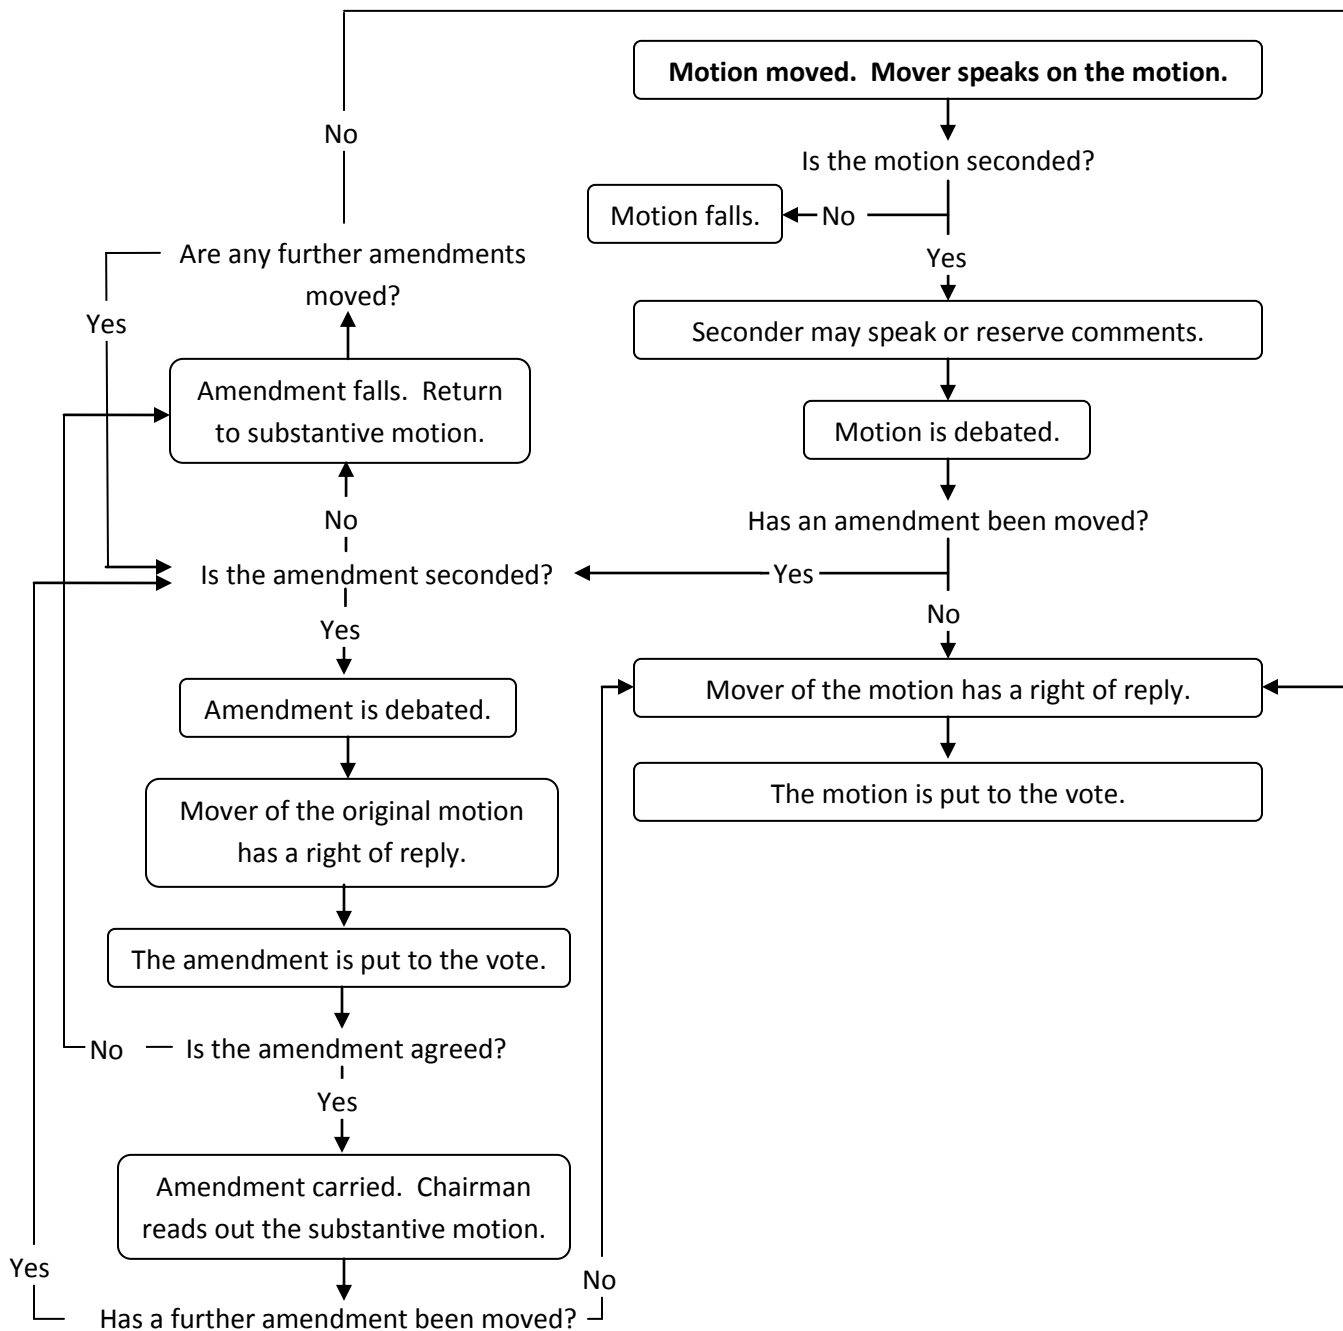 Motion moved.  Mover speaks on the motion.
Is the motion seconded?
Motion falls.
No
Yes
Seconder may speak or reserve comments.
Motion is debated.
Has an amendment been moved?
Yes
No
Mover of the motion has a right of reply.
The motion is put to the vote.
No
Are any further amendments
moved?
Yes
Amendment falls.  Return
to substantive motion.
No
Is the amendment seconded?
Yes
Amendment is debated.
Mover of the original motion
has a right of reply.
The amendment is put to the vote.
No
Is the amendment agreed?
Yes
Amendment carried.  Chairman
reads out the substantive motion.
Yes
No
Has a further amendment been moved?